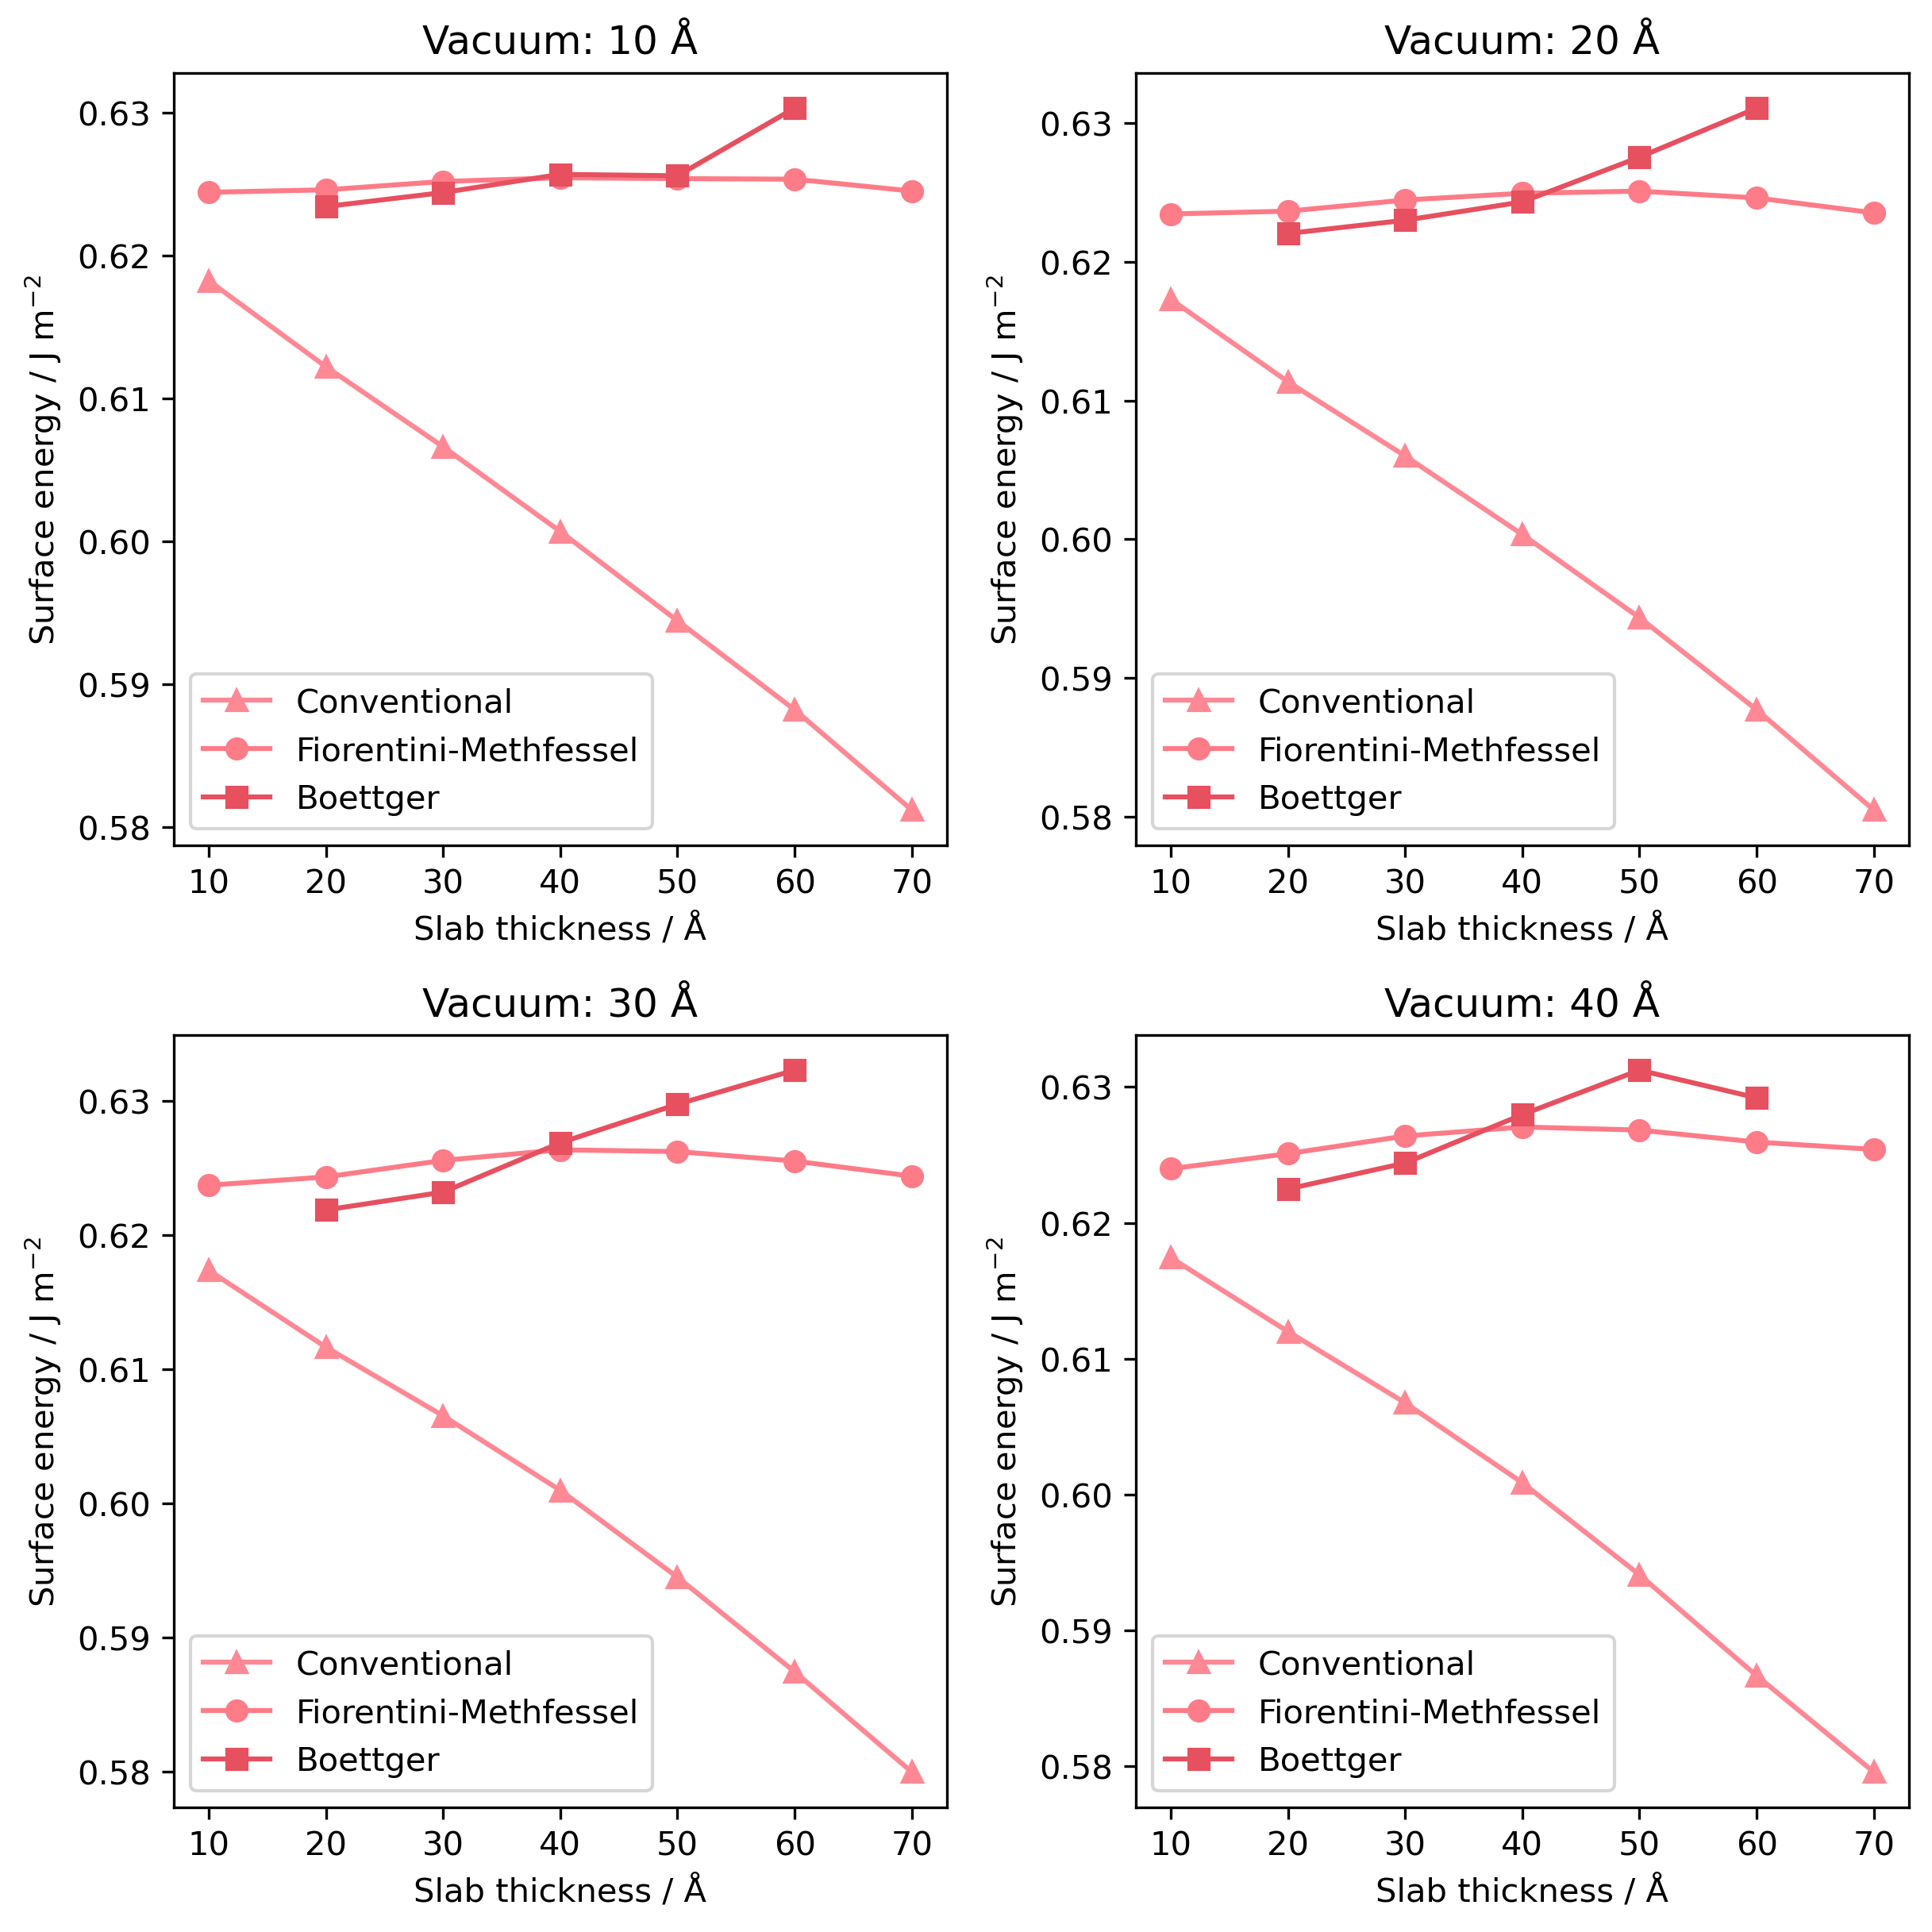 Vacuum: 10 Å
Surface energy / J m⁻²
0.63
0.62
0.61
0.60
0.59
0.58
Conventional
Fiorentini-Methfessel
Boettger
10 20 30 40 50 60 70
Slab thickness / Å
Vacuum: 20 Å
Surface energy / J m⁻²
0.63
0.62
0.61
0.60
0.59
0.58
Conventional
Fiorentini-Methfessel
Boettger
10 20 30 40 50 60 70
Slab thickness / Å
Vacuum: 30 Å
Surface energy / J m⁻²
0.63
0.62
0.61
0.60
0.59
0.58
Conventional
Fiorentini-Methfessel
Boettger
10 20 30 40 50 60 70
Slab thickness / Å
Vacuum: 40 Å
Surface energy / J m⁻²
0.63
0.62
0.61
0.60
0.59
0.58
Conventional
Fiorentini-Methfessel
Boettger
10 20 30 40 50 60 70
Slab thickness / Å